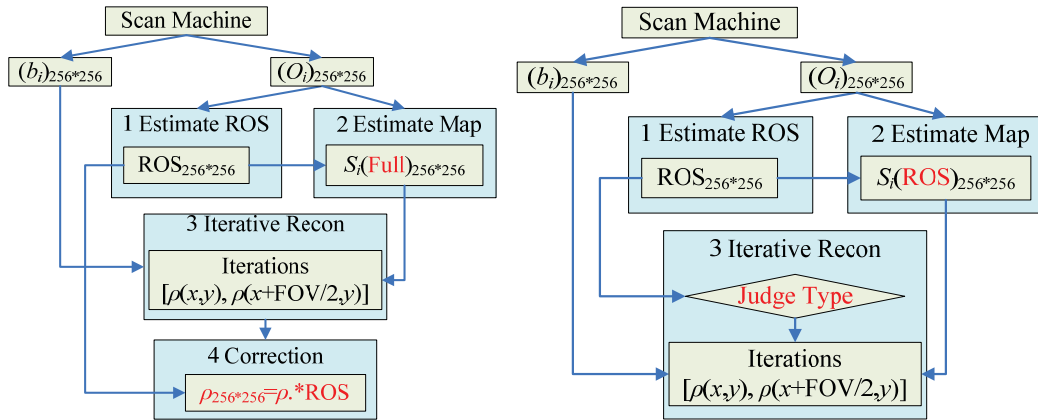 Scan Machine
(bᵢ)256*256
(Oᵢ)256*256
1 Estimate ROS
ROS256*256
2 Estimate Map
Sᵢ(Full)256*256
3 Iterative Recon
Iterations
[ρ(x,y), ρ(x+FOV/2,y)]
4 Correction
ρ256*256=ρ.*ROS
Scan Machine
(bᵢ)256*256
(Oᵢ)256*256
1 Estimate ROS
ROS256*256
2 Estimate Map
Sᵢ(ROS)256*256
3 Iterative Recon
Judge Type
Iterations
[ρ(x,y), ρ(x+FOV/2,y)]